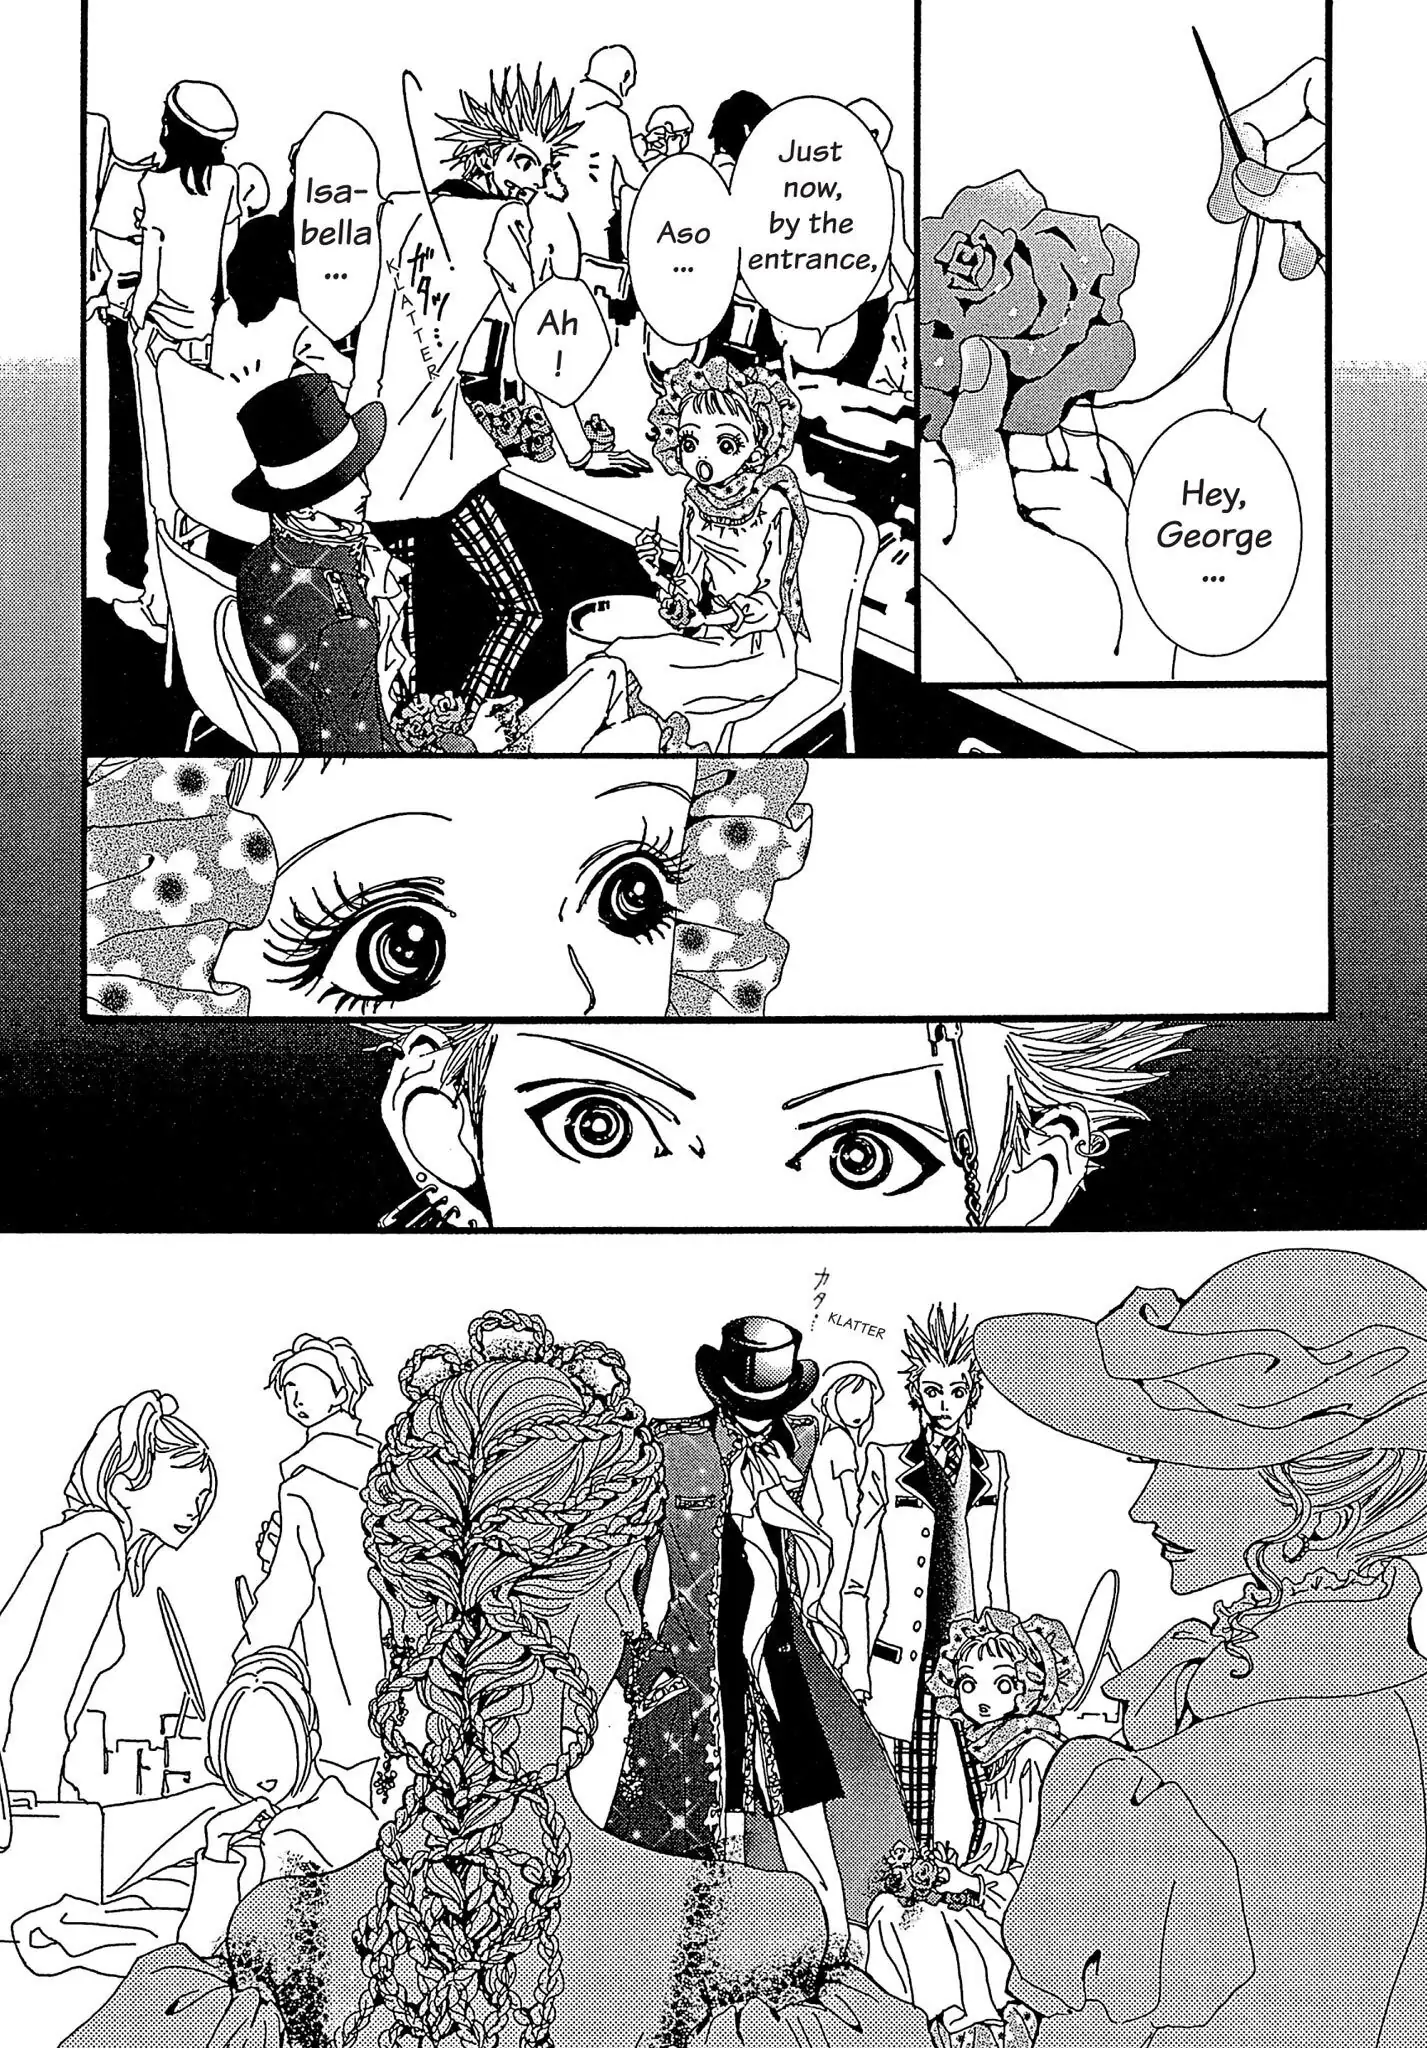 Hey,
George
...
Just
now,
by the
entrance,
Aso
...
Ah
!
ガタッ...
KLATTER
Isa-
bella
...
カタ...
KLATTER